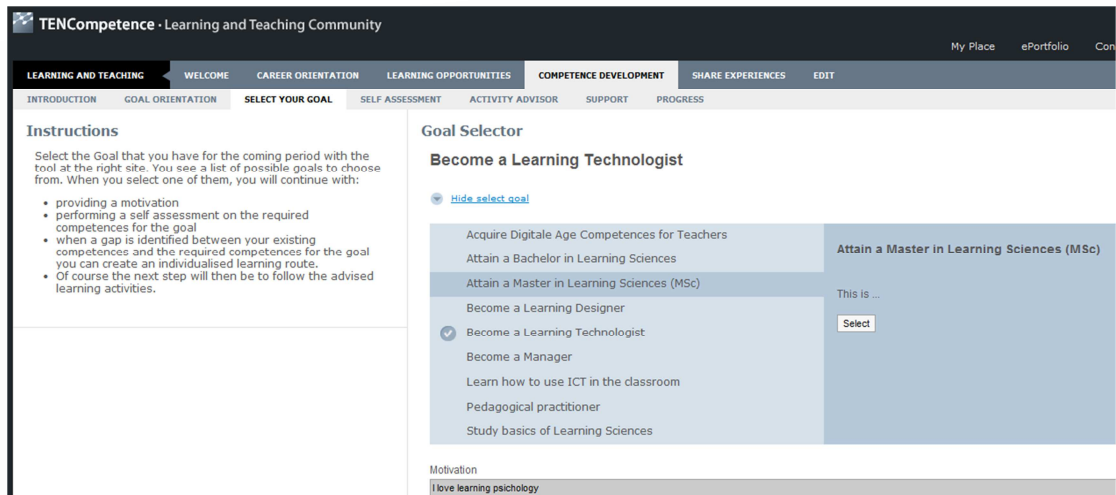 TENCompetence · Learning and Teaching Community
My Place ePortfolio Con
LEARNING AND TEACHING WELCOME CAREER ORIENTATION LEARNING OPPORTUNITIES COMPETENCE DEVELOPMENT SHARE EXPERIENCES EDIT
INTRODUCTION GOAL ORIENTATION SELECT YOUR GOAL SELF ASSESSMENT ACTIVITY ADVISOR SUPPORT PROGRESS
Instructions
Select the Goal that you have for the coming period with the
tool at the right site. You see a list of possible goals to choose
from. When you select one of them, you will continue with:
• providing a motivation
• performing a self assessment on the required
competences for the goal
• when a gap is identified between your existing
competences and the required competences for the goal
you can create an individualised learning route.
• Of course the next step will then be to follow the advised
learning activities.
Goal Selector
Become a Learning Technologist
Hide select goal
Acquire Digitale Age Competences for Teachers
Attain a Bachelor in Learning Sciences
Attain a Master in Learning Sciences (MSc)
Become a Learning Designer
Become a Learning Technologist
Become a Manager
Learn how to use ICT in the classroom
Pedagogical practitioner
Study basics of Learning Sciences
Attain a Master in Learning Sciences (MSc)
This is ...
Select
Motivation
I love learning psichology